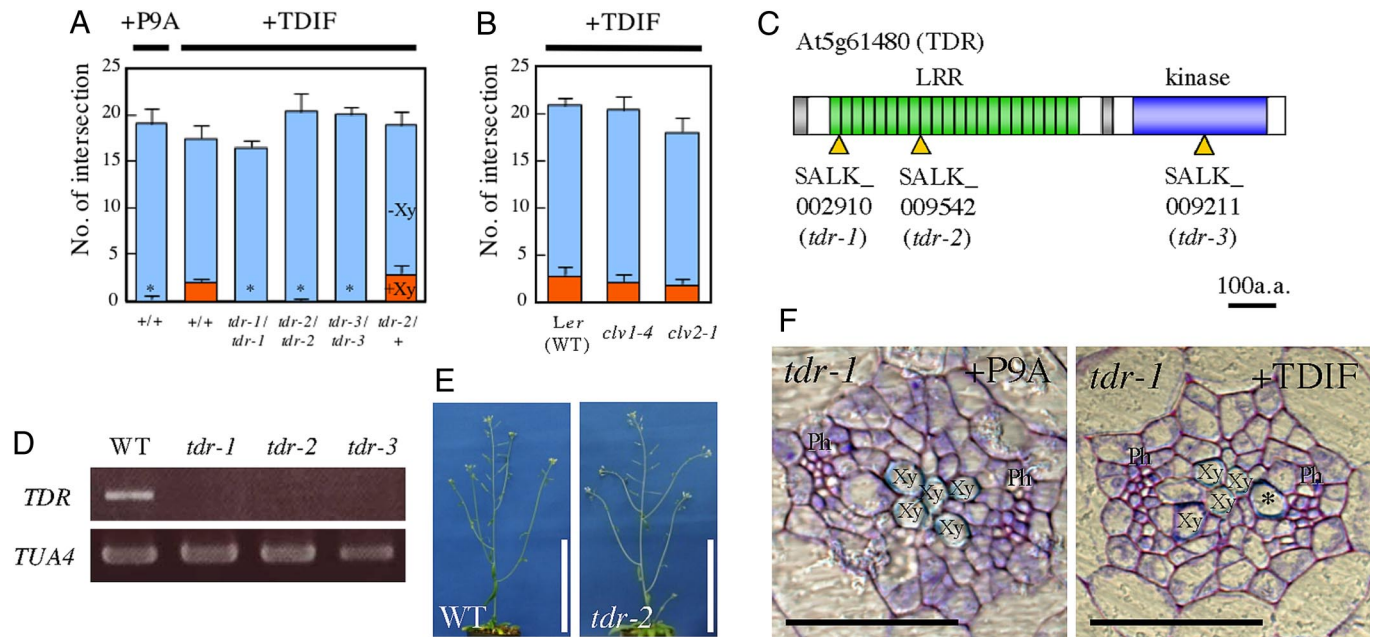 A
+P9A
+TDIF
No. of intersection
25
20
15
10
5
0
-Xy
+Xy
*
*
*
*
+/+
+/+
tdr-1/
tdr-1
tdr-2/
tdr-2
tdr-3/
tdr-3
tdr-2/
+
B
+TDIF
No. of intersection
25
20
15
10
5
0
Ler
(WT)
clv1-4
clv2-1
C
At5g61480 (TDR)
LRR
kinase
SALK_
002910
(tdr-1)
SALK_
009542
(tdr-2)
SALK_
009211
(tdr-3)
100a.a.
D
WT
tdr-1
tdr-2
tdr-3
TDR
TUA4
E
WT
tdr-2
F
tdr-1
+P9A
Ph
Ph
Xy
Xy
Xy
Xy
Xy
tdr-1
+TDIF
Ph
Ph
Xy
Xy
Xy
Xy
*